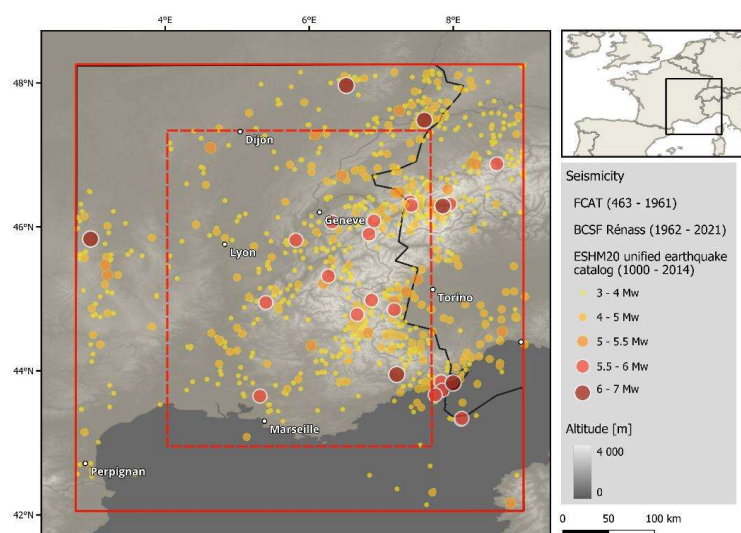 4°E
6°E
8°E
48°N
46°N
44°N
42°N
Dijon
Geneve
Lyon
Torino
Marseille
Perpignan
Seismicity
FCAT (463 - 1961)
BCSF Rénass (1962 - 2021)
ESHM20 unified earthquake
catalog (1000 - 2014)
3 - 4 Mw
4 - 5 Mw
5 - 5.5 Mw
5.5 - 6 Mw
6 - 7 Mw
Altitude [m]
4 000
0
0 50 100 km